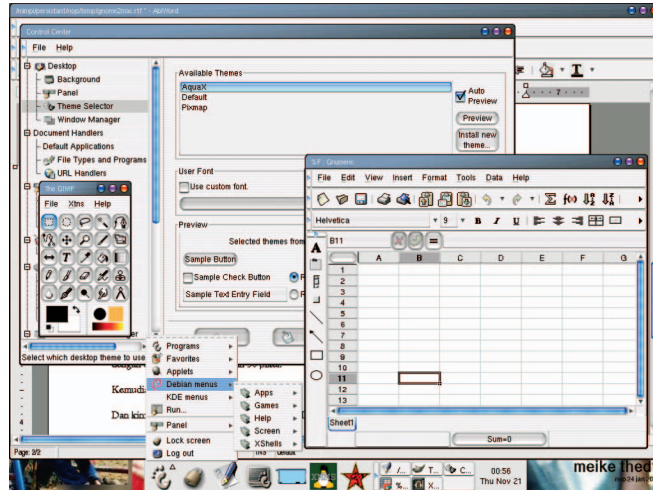 /nimp/persistant/nop/temp/gnome2mac.rtf * - AbiWord
Control Center
File Help
Desktop
Background
Panel
Theme Selector
Window Manager
Document Handlers
Default Applications
File Types and Programs
URL Handlers
Select which desktop theme to use
Available Themes
AquaX
Default
Pixmap
Auto
Preview
Preview
Install new
theme...
User Font
Use custom font.
Preview
Selected themes from
Sample Button
Sample Check Button
Sample Text Entry Field
The GIMP
File Xtns Help
Gnumeric
File Edit View Insert Format Tools Data Help
Helvetica 9 B I U
B11
A B C D E F G
1
2
3
4
5
6
7
8
9
10
11
12
13
Sheet1
Sum=0
7
Kemudi
Dan kin
Page: 2/2
INS default
Programs
Favorites
Applets
Debian menus
KDE menus
Run...
Panel
Lock screen
Log out
Apps
Games
Help
Screen
XShells
/... T... C...
%... X...
00:56
Thu Nov 21
meike thed